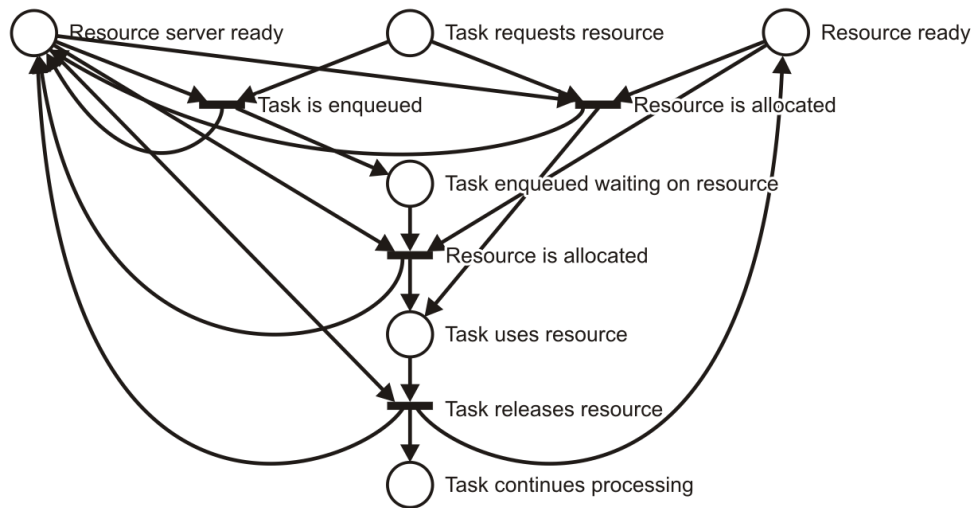 Resource server ready
Task requests resource
Resource ready
Task is enqueued
Resource is allocated
Task enqueued waiting on resource
Resource is allocated
Task uses resource
Task releases resource
Task continues processing